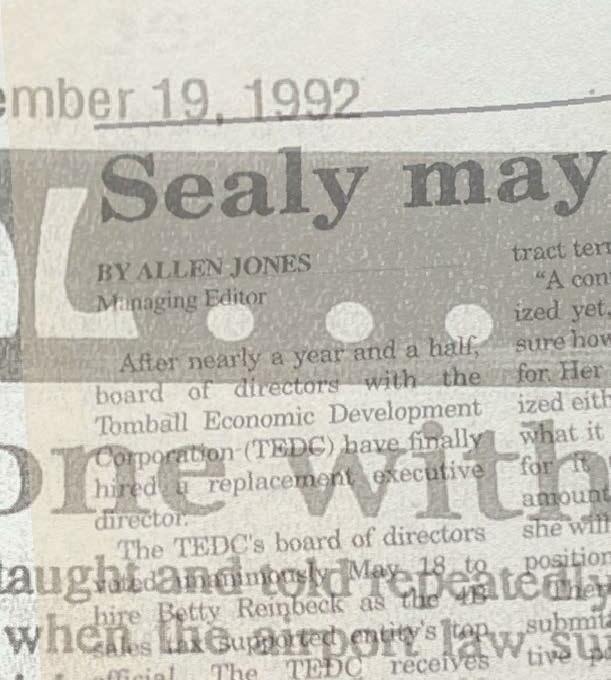 ember 19, 1992
Sealy may
L...
BY ALLEN JONES
Managing Editor
After nearly a year and a half,
board of directors with the
Tomball Economic Development
Corporation (TEDC) have finally
hired a replacement executive
director.
The TEDC's board of directors
voted unanimously May 18 to
hire Betty Reinbeck as the 4B
sales tax supported entity's top
official. The TEDC receives
tract tern
"A con
ized yet,
sure how
for. Her
ized eith
what it
for it
amount
she will
position
They
submit
tive po
one with
taught and told repeatedly
when the airport law su